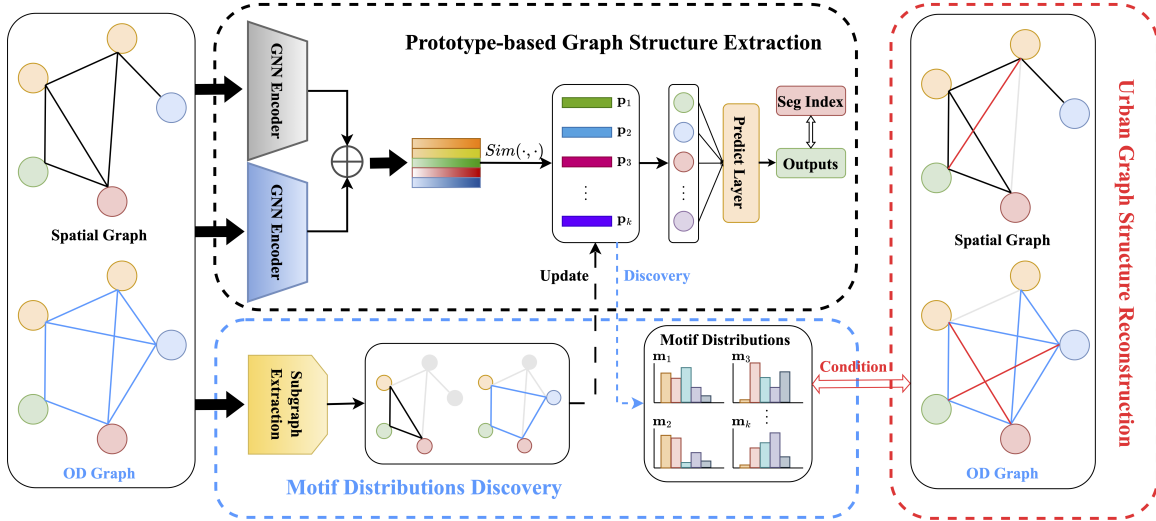 Spatial Graph
OD Graph
Prototype-based Graph Structure Extraction
GNN Encoder
GNN Encoder
Sim(·,·)
p1
p2
p3
⋮
pk
Predict Layer
Seg Index
Outputs
Update
Discovery
Subgraph
Extraction
Motif Distributions
m1
m3
m2
⋮
mk
Motif Distributions Discovery
Condition
Spatial Graph
OD Graph
Urban Graph Structure Reconstruction